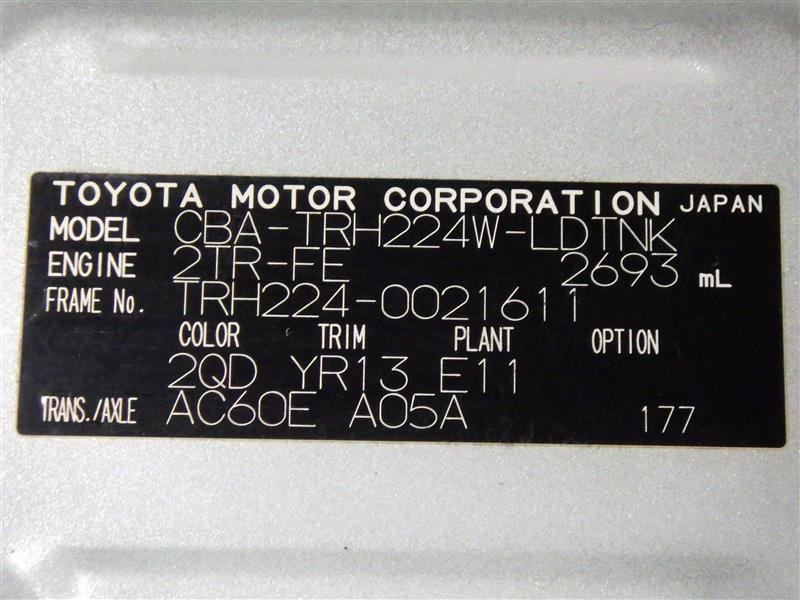 TOYOTA MOTOR CORPORATION JAPAN
MODEL CBA-TRH224W-LDTNK
ENGINE 2TR-FE 2693 mL
FRAME No. TRH224-0021611
COLOR TRIM PLANT OPTION
2QD YR13 E11
TRANS./AXLE AC60E A05A 177